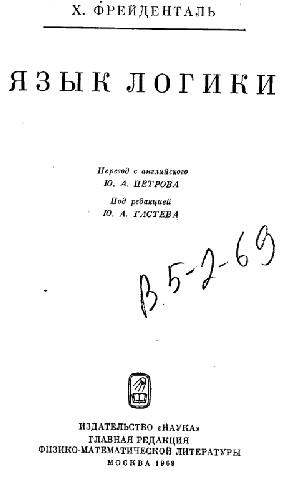 Х. ФРЕЙДЕНТАЛЬ
ЯЗЫК ЛОГИКИ
Перевод с английского
Ю. А. ПЕТРОВА
Под редакцией
Ю. А. ГАСТЕВА
В. 5-2-69
ИЗДАТЕЛЬСТВО «НАУКА»
ГЛАВНАЯ РЕДАКЦИЯ
ФИЗИКО-МАТЕМАТИЧЕСКОЙ ЛИТЕРАТУРЫ
МОСКВА 1969